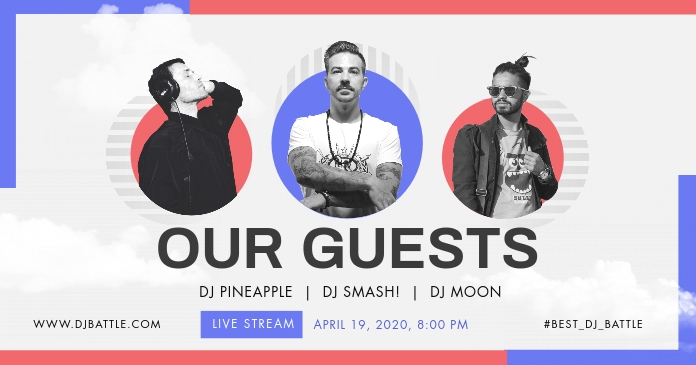 OUR GUESTS
DJ PINEAPPLE | DJ SMASH! | DJ MOON
WWW.DJBATTLE.COM LIVE STREAM APRIL 19, 2020, 8:00 PM #BEST_DJ_BATTLE